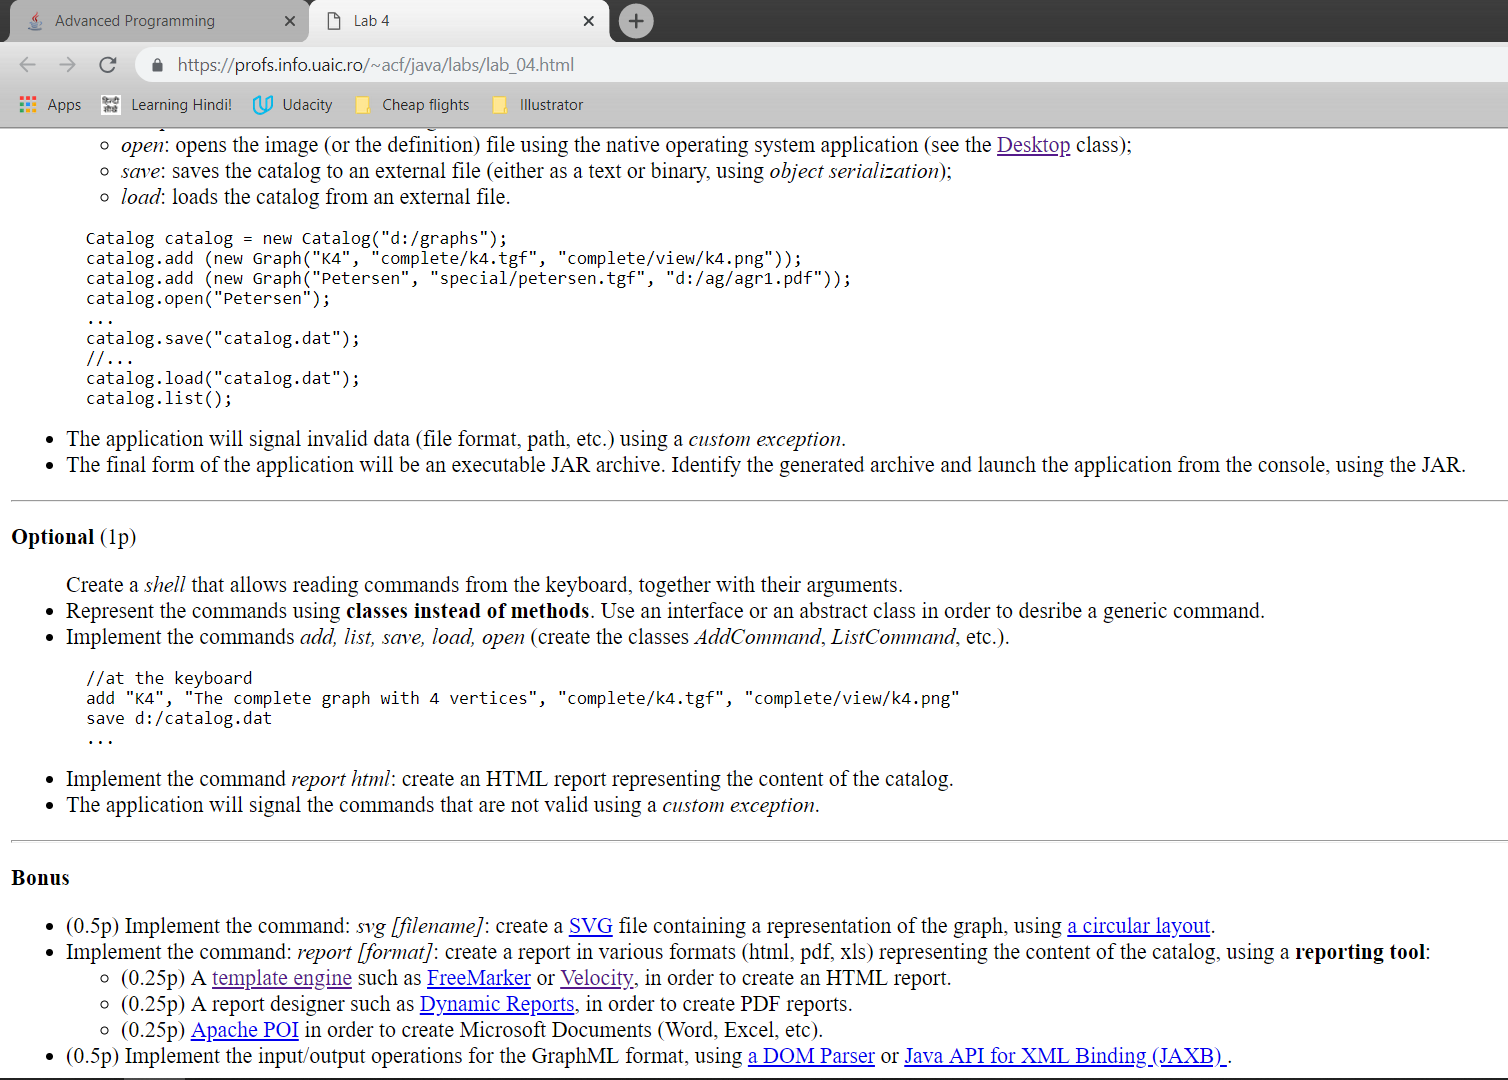 Advanced Programming
Lab 4
https://profs.info.uaic.ro/~acf/java/labs/lab_04.html
Apps
Learning Hindi!
Udacity
Cheap flights
Illustrator
open: opens the image (or the definition) file using the native operating system application (see the Desktop class);
save: saves the catalog to an external file (either as a text or binary, using object serialization);
load: loads the catalog from an external file.
Catalog catalog = new Catalog("d:/graphs");
catalog.add (new Graph("K4", "complete/k4.tgf", "complete/view/k4.png"));
catalog.add (new Graph("Petersen", "special/petersen.tgf", "d:/ag/agr1.pdf"));
catalog.open("Petersen");
...
catalog.save("catalog.dat");
//...
catalog.load("catalog.dat");
catalog.list();
The application will signal invalid data (file format, path, etc.) using a custom exception.
The final form of the application will be an executable JAR archive. Identify the generated archive and launch the application from the console, using the JAR.
Optional (1p)
Create a shell that allows reading commands from the keyboard, together with their arguments.
Represent the commands using classes instead of methods. Use an interface or an abstract class in order to desribe a generic command.
Implement the commands add, list, save, load, open (create the classes AddCommand, ListCommand, etc.).
//at the keyboard
add "K4", "The complete graph with 4 vertices", "complete/k4.tgf", "complete/view/k4.png"
save d:/catalog.dat
...
Implement the command report html: create an HTML report representing the content of the catalog.
The application will signal the commands that are not valid using a custom exception.
Bonus
(0.5p) Implement the command: svg [filename]: create a SVG file containing a representation of the graph, using a circular layout.
Implement the command: report [format]: create a report in various formats (html, pdf, xls) representing the content of the catalog, using a reporting tool:
(0.25p) A template engine such as FreeMarker or Velocity, in order to create an HTML report.
(0.25p) A report designer such as Dynamic Reports, in order to create PDF reports.
(0.25p) Apache POI in order to create Microsoft Documents (Word, Excel, etc).
(0.5p) Implement the input/output operations for the GraphML format, using a DOM Parser or Java API for XML Binding (JAXB) .